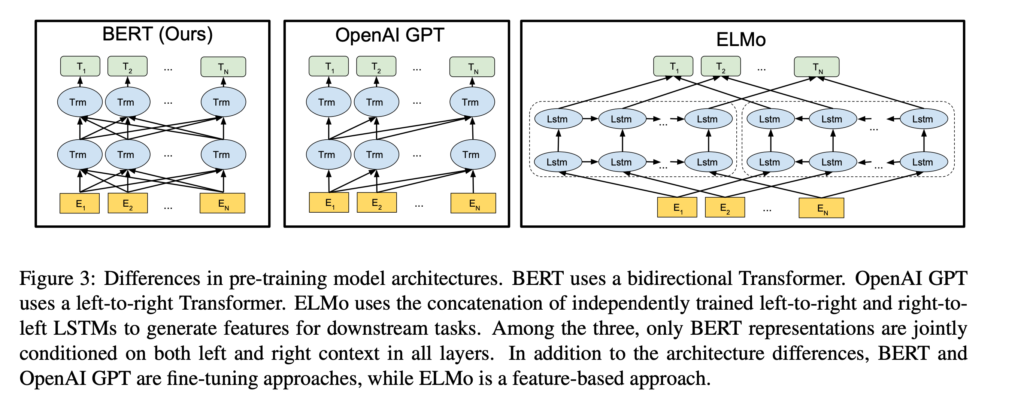 BERT (Ours)
T1 T2 ... TN
Trm Trm ... Trm
Trm Trm ... Trm
E1 E2 ... EN
OpenAI GPT
T1 T2 ... TN
Trm Trm ... Trm
Trm Trm ... Trm
E1 E2 ... EN
ELMo
T1 T2 ... TN
Lstm Lstm ... Lstm Lstm Lstm ... Lstm
Lstm Lstm ... Lstm Lstm Lstm ... Lstm
E1 E2 ... EN
Figure 3: Differences in pre-training model architectures. BERT uses a bidirectional Transformer. OpenAI GPT
uses a left-to-right Transformer. ELMo uses the concatenation of independently trained left-to-right and right-to-
left LSTMs to generate features for downstream tasks. Among the three, only BERT representations are jointly
conditioned on both left and right context in all layers. In addition to the architecture differences, BERT and
OpenAI GPT are fine-tuning approaches, while ELMo is a feature-based approach.